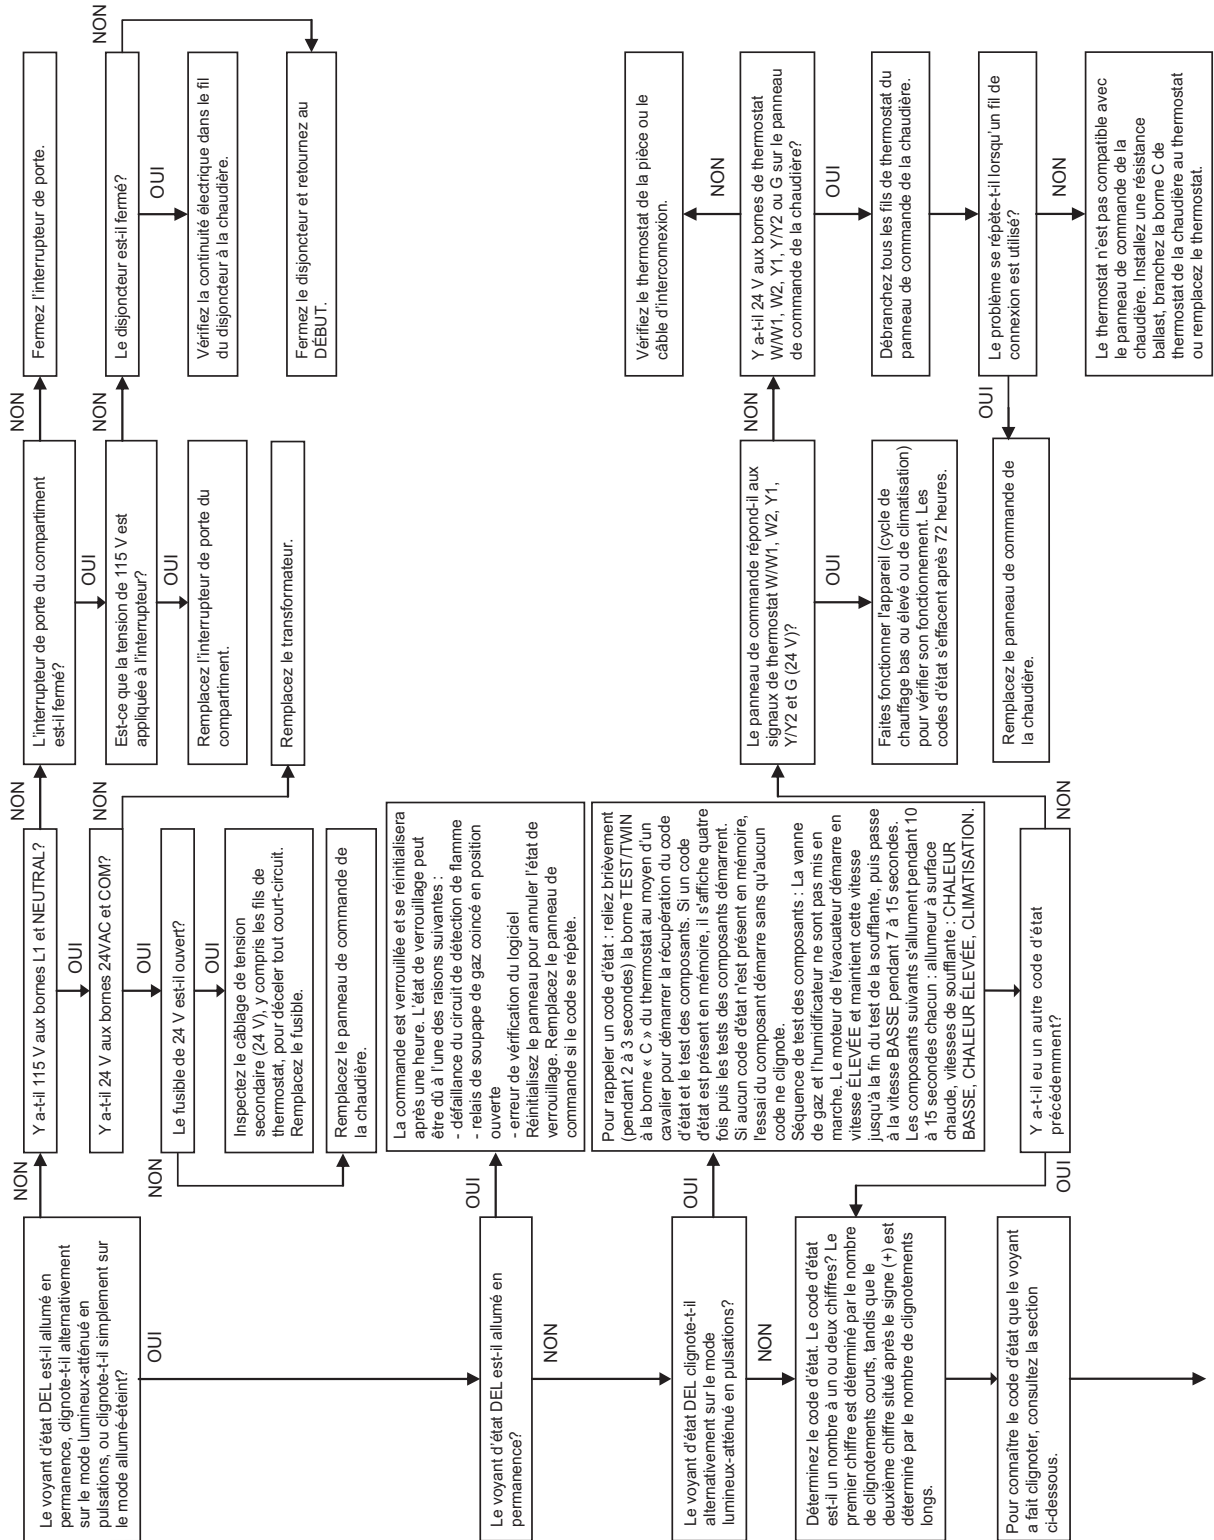 Le voyant d'état DEL est-il allumé en
permanence, clignote-t-il alternativement
sur le mode lumineux-atténué en
pulsations, ou clignote-t-il simplement sur
le mode allumé-éteint?
NON
Y a-t-il 115 V aux bornes L1 et NEUTRAL?
NON
L'interrupteur de porte du compartiment
est-il fermé?
NON
Fermez l'interrupteur de porte.
OUI
OUI
Est-ce que la tension de 115 V est
appliquée à l'interrupteur?
NON
Le disjoncteur est-il fermé?
NON
OUI
Remplacez l'interrupteur de porte du
compartiment.
OUI
Vérifiez la continuité électrique dans le fil
du disjoncteur à la chaudière.
Fermez le disjoncteur et retournez au
DÉBUT.
Y a-t-il 24 V aux bornes 24VAC et COM?
NON
Remplacez le transformateur.
OUI
Le fusible de 24 V est-il ouvert?
NON
OUI
Inspectez le câblage de tension
secondaire (24 V), y compris les fils de
thermostat, pour déceler tout court-circuit.
Remplacez le fusible.
Remplacez le panneau de commande de
la chaudière.
OUI
Le voyant d'état DEL est-il allumé en
permanence?
OUI
La commande est verrouillée et se réinitialisera
après une heure. L'état de verrouillage peut
être dû à l'une des raisons suivantes :
- défaillance du circuit de détection de flamme
- relais de soupape de gaz coincé en position
ouverte
- erreur de vérification du logiciel
Réinitialisez le panneau pour annuler l'état de
verrouillage. Remplacez le panneau de
commande si le code se répète.
NON
Le voyant DEL clignote-t-il
alternativement sur le mode
lumineux-atténué en pulsations?
OUI
Pour rappeler un code d'état : reliez brièvement
(pendant 2 à 3 secondes) la borne TEST/TWIN
à la borne « C » du thermostat au moyen d'un
cavalier pour démarrer la récupération du code
d'état et le test des composants. Si un code
d'état est présent en mémoire, il s'affiche quatre
fois puis les tests des composants démarrent.
Si aucun code d'état n'est présent en mémoire,
l'essai du composant démarre sans qu'aucun
code ne clignote.
Séquence de test des composants : La vanne
de gaz et l'humidificateur ne sont pas mis en
marche. Le moteur de l'évacuateur démarre en
vitesse ÉLEVÉE et maintient cette vitesse
jusqu'à la fin du test de la soufflante, puis passe
à la vitesse BASSE pendant 7 à 15 secondes.
Les composants suivants s'allument pendant 10
à 15 secondes chacun : allumeur à surface
chaude, vitesses de soufflante : CHALEUR
BASSE, CHALEUR ÉLEVÉE, CLIMATISATION.
Y a-t-il eu un autre code d'état
précédemment?
OUI
NON
Le panneau de commande répond-il aux
signaux de thermostat W/W1, W2, Y1,
Y/Y2 et G (24 V)?
NON
Y a-t-il 24 V aux bornes de thermostat
W/W1, W2, Y1, Y/Y2 ou G sur le panneau
de commande de la chaudière?
NON
Vérifiez le thermostat de la pièce ou le
câble d'interconnexion.
OUI
Faites fonctionner l'appareil (cycle de
chauffage bas ou élevé ou de climatisation)
pour vérifier son fonctionnement. Les
codes d'état s'effacent après 72 heures.
OUI
Débranchez tous les fils de thermostat du
panneau de commande de la chaudière.
Le problème se répète-t-il lorsqu'un fil de
connexion est utilisé?
OUI
Remplacez le panneau de commande de
la chaudière.
NON
Le thermostat n'est pas compatible avec
le panneau de commande de la
chaudière. Installez une résistance
ballast, branchez la borne C de
thermostat de la chaudière au thermostat
ou remplacez le thermostat.
NON
Déterminez le code d'état. Le code d'état
est-il un nombre à un ou deux chiffres? Le
premier chiffre est déterminé par le nombre
de clignotements courts, tandis que le
deuxième chiffre situé après le signe (+) est
déterminé par le nombre de clignotements
longs.
Pour connaître le code d'état que le voyant
a fait clignoter, consultez la section
ci-dessous.